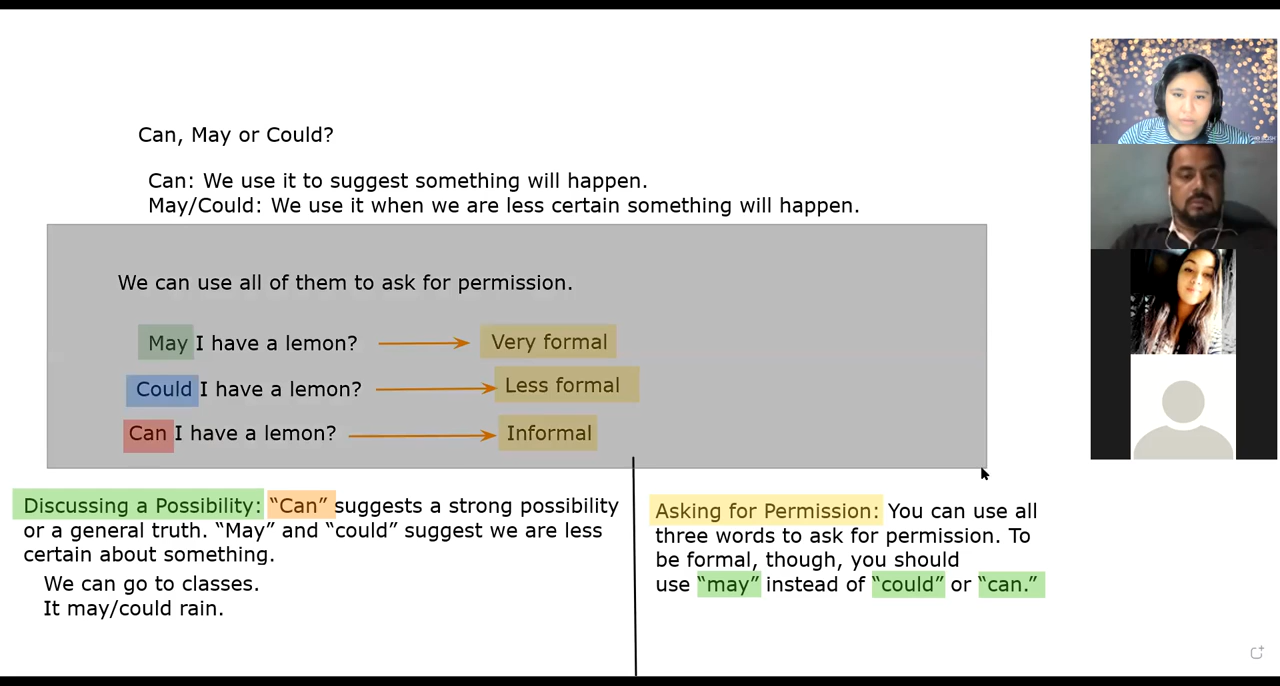 Can, May or Could?
Can: We use it to suggest something will happen.
May/Could: We use it when we are less certain something will happen.
We can use all of them to ask for permission.
May I have a lemon? Very formal
Could I have a lemon? Less formal
Can I have a lemon? Informal
Discussing a Possibility: “Can” suggests a strong possibility
or a general truth. “May” and “could” suggest we are less
certain about something.
We can go to classes.
It may/could rain.
Asking for Permission: You can use all
three words to ask for permission. To
be formal, though, you should
use “may” instead of “could” or “can.”